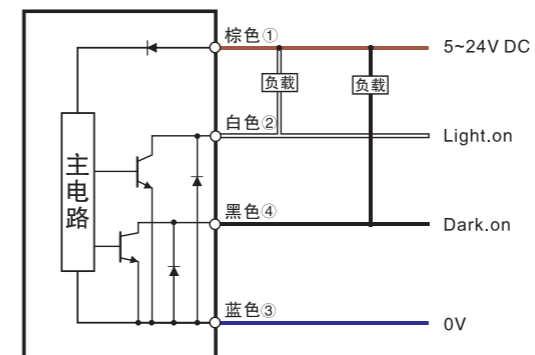 棕色① 5~24V DC
负载 负载
白色② Light.on
主电路
黑色④ Dark.on
蓝色③ 0V